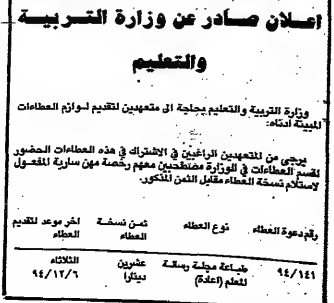 اعلان صادر عن وزارة التربية
والتعليم
وزارة التربية والتعليم بحاجة الى متعهدين لتقديم لوازم العطاءات
المبينة ادناه:
يرجى من المتعهدين الراغبين في الاشتراك في هذه العطاءات الحضور
لقسم العطاءات في الوزارة مصطحبين معهم رخصة مهن سارية المفعول
لاستلام نسخة العطاء مقابل الثمن المذكور.
رقم دعوة العطاء نوع العطاء ثمن نسخة العطاء اخر موعد لتقديم العطاء
٩٤/١٤١ طباعة مجلة رسالة المعلم (اعادة) عشرين دينارا الثلاثاء ٩٤/١٢/٦